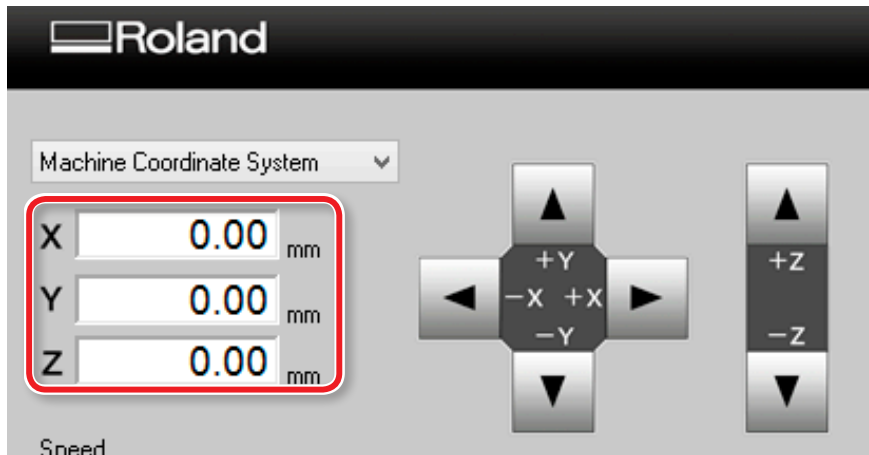 Roland
Machine Coordinate System
X 0.00 mm
Y 0.00 mm
Z 0.00 mm
+Y
-X +X
-Y
+Z
-Z
Speed